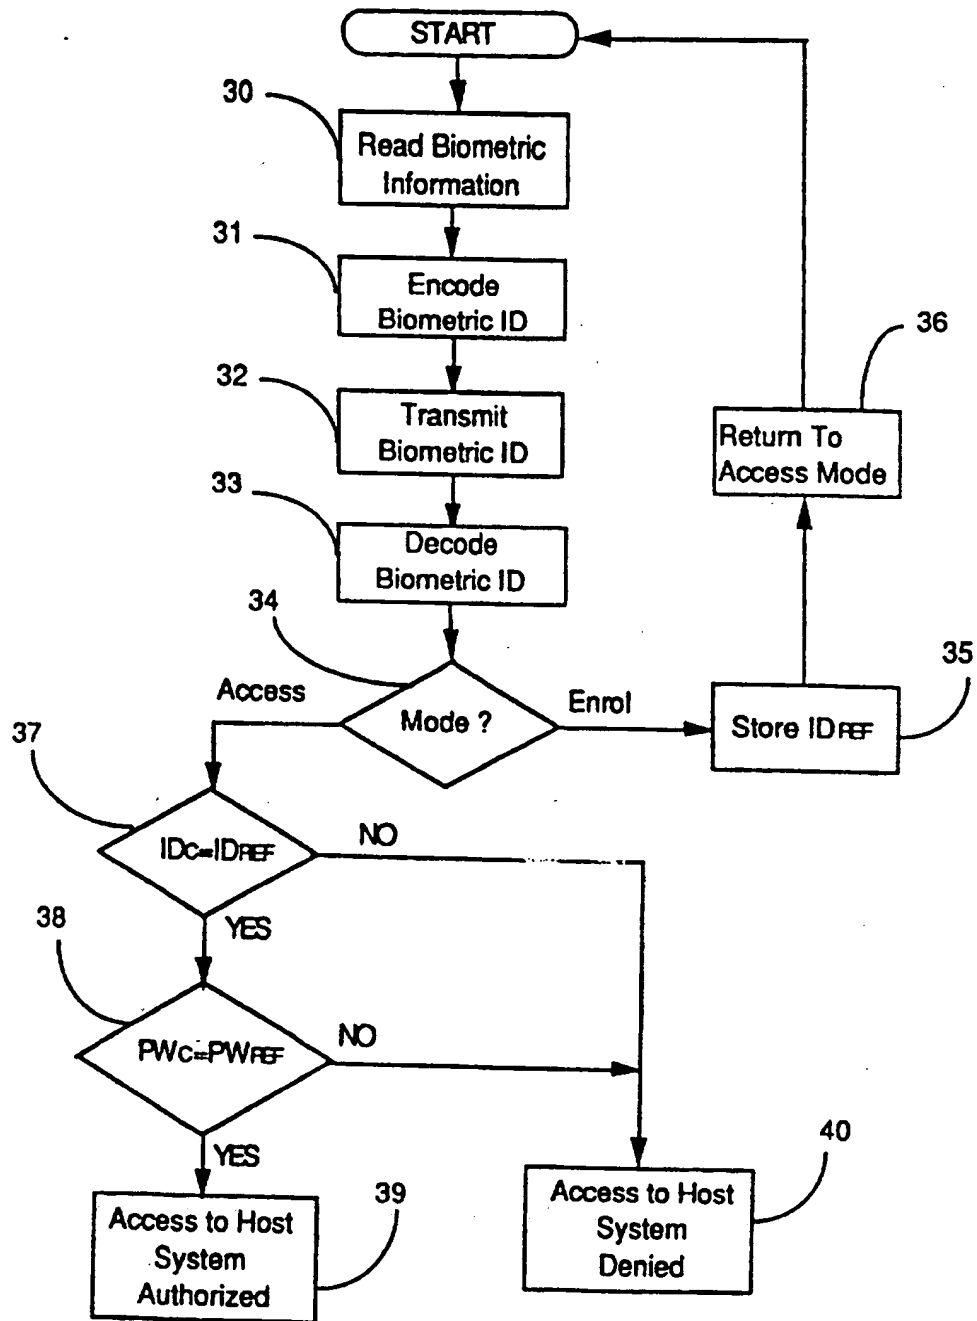 START
30
Read Biometric
Information
31
Encode
Biometric ID
32
Transmit
Biometric ID
33
Decode
Biometric ID
36
Return To
Access Mode
34
Mode ?
Access
Enrol
35
Store IDREF
37
IDC=IDREF
NO
YES
38
PWC=PWREF
NO
YES
39
Access to Host
System
Authorized
40
Access to Host
System
Denied